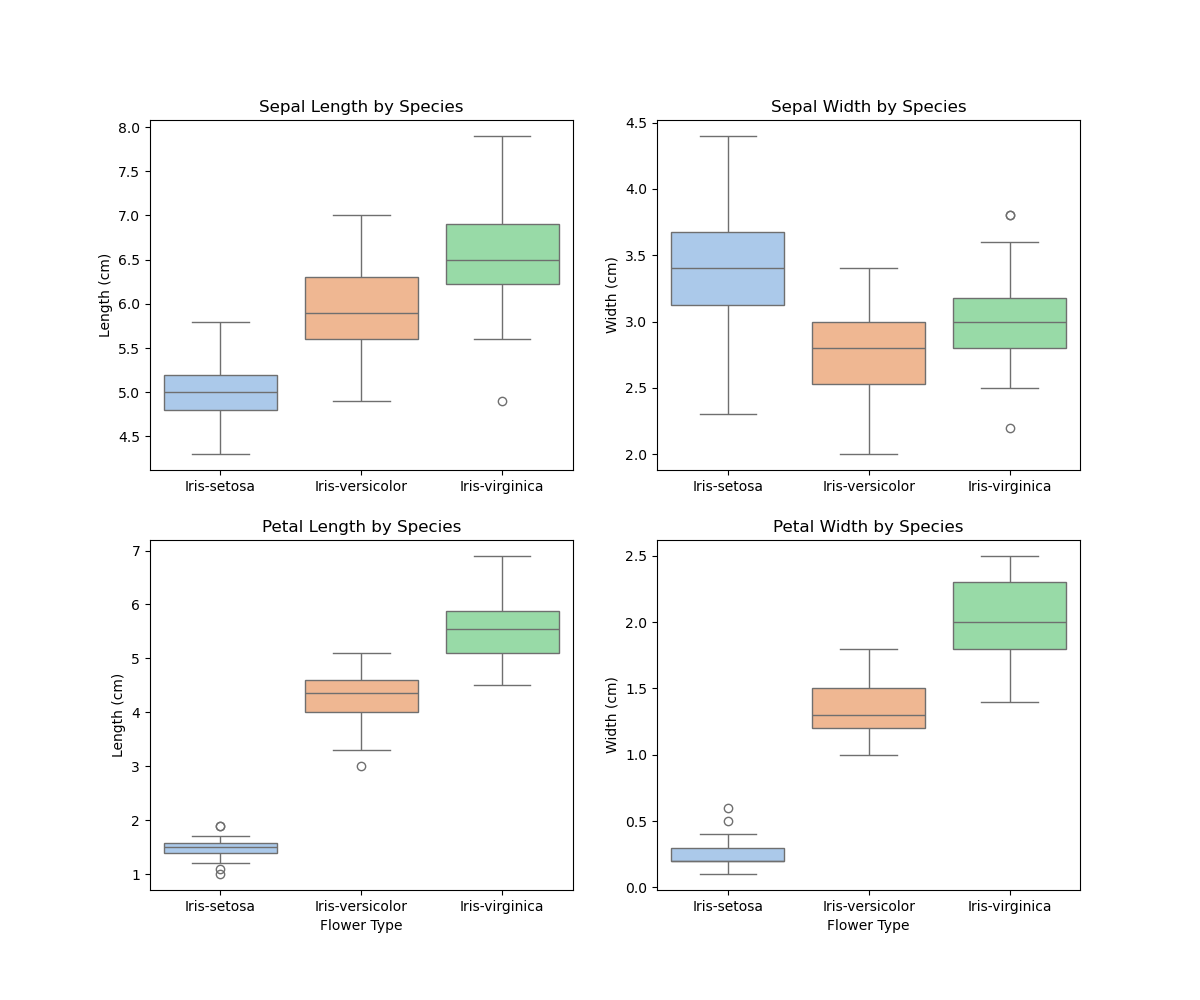 Sepal Length by Species
Length (cm)
8.0
7.5
7.0
6.5
6.0
5.5
5.0
4.5
Iris-setosa Iris-versicolor Iris-virginica
Sepal Width by Species
Width (cm)
4.5
4.0
3.5
3.0
2.5
2.0
Iris-setosa Iris-versicolor Iris-virginica
Petal Length by Species
Length (cm)
7
6
5
4
3
2
1
Iris-setosa Iris-versicolor Iris-virginica
Flower Type
Petal Width by Species
Width (cm)
2.5
2.0
1.5
1.0
0.5
0.0
Iris-setosa Iris-versicolor Iris-virginica
Flower Type